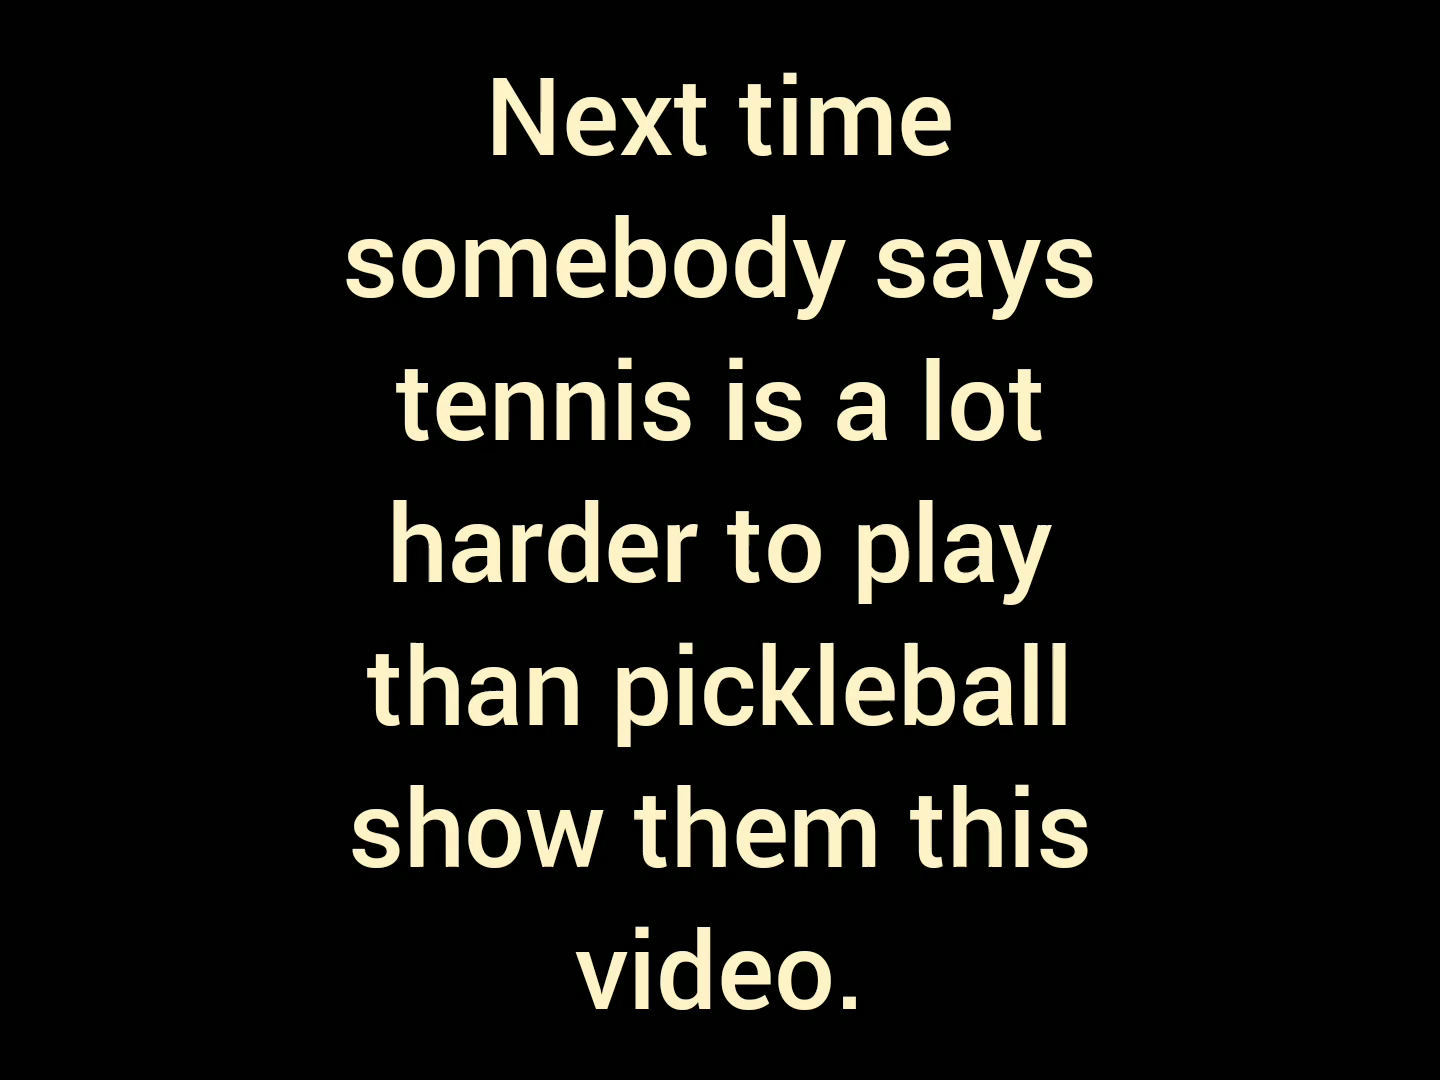 Next time
somebody says
tennis is a lot
harder to play
than pickleball
show them this
video.